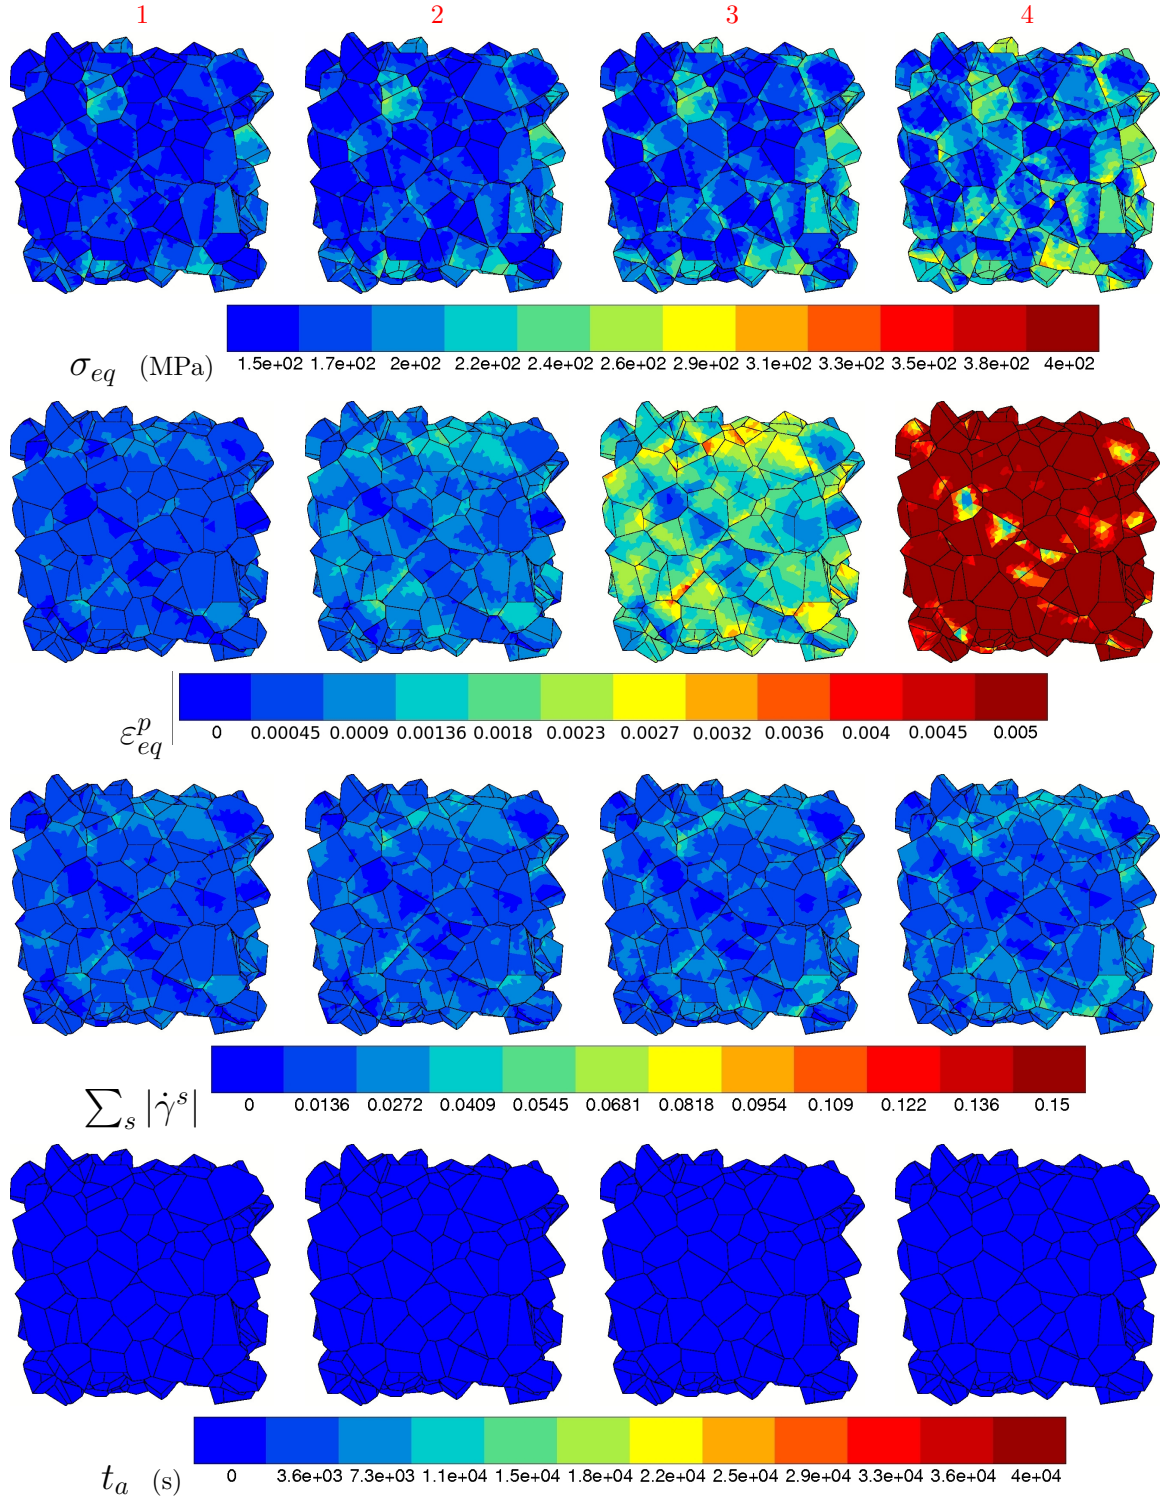 1 2 3 4
1.5e+02 1.7e+02 2e+02 2.2e+02 2.4e+02 2.6e+02 2.9e+02 3.1e+02 3.3e+02 3.5e+02 3.8e+02 4e+02
σ_eq (MPa)
0 0.00045 0.0009 0.00136 0.0018 0.0023 0.0027 0.0032 0.0036 0.004 0.0045 0.005
ε^p_eq
0 0.0136 0.0272 0.0409 0.0545 0.0681 0.0818 0.0954 0.109 0.122 0.136 0.15
∑_s |γ̇^s|
0 3.6e+03 7.3e+03 1.1e+04 1.5e+04 1.8e+04 2.2e+04 2.5e+04 2.9e+04 3.3e+04 3.6e+04 4e+04
t_a (s)